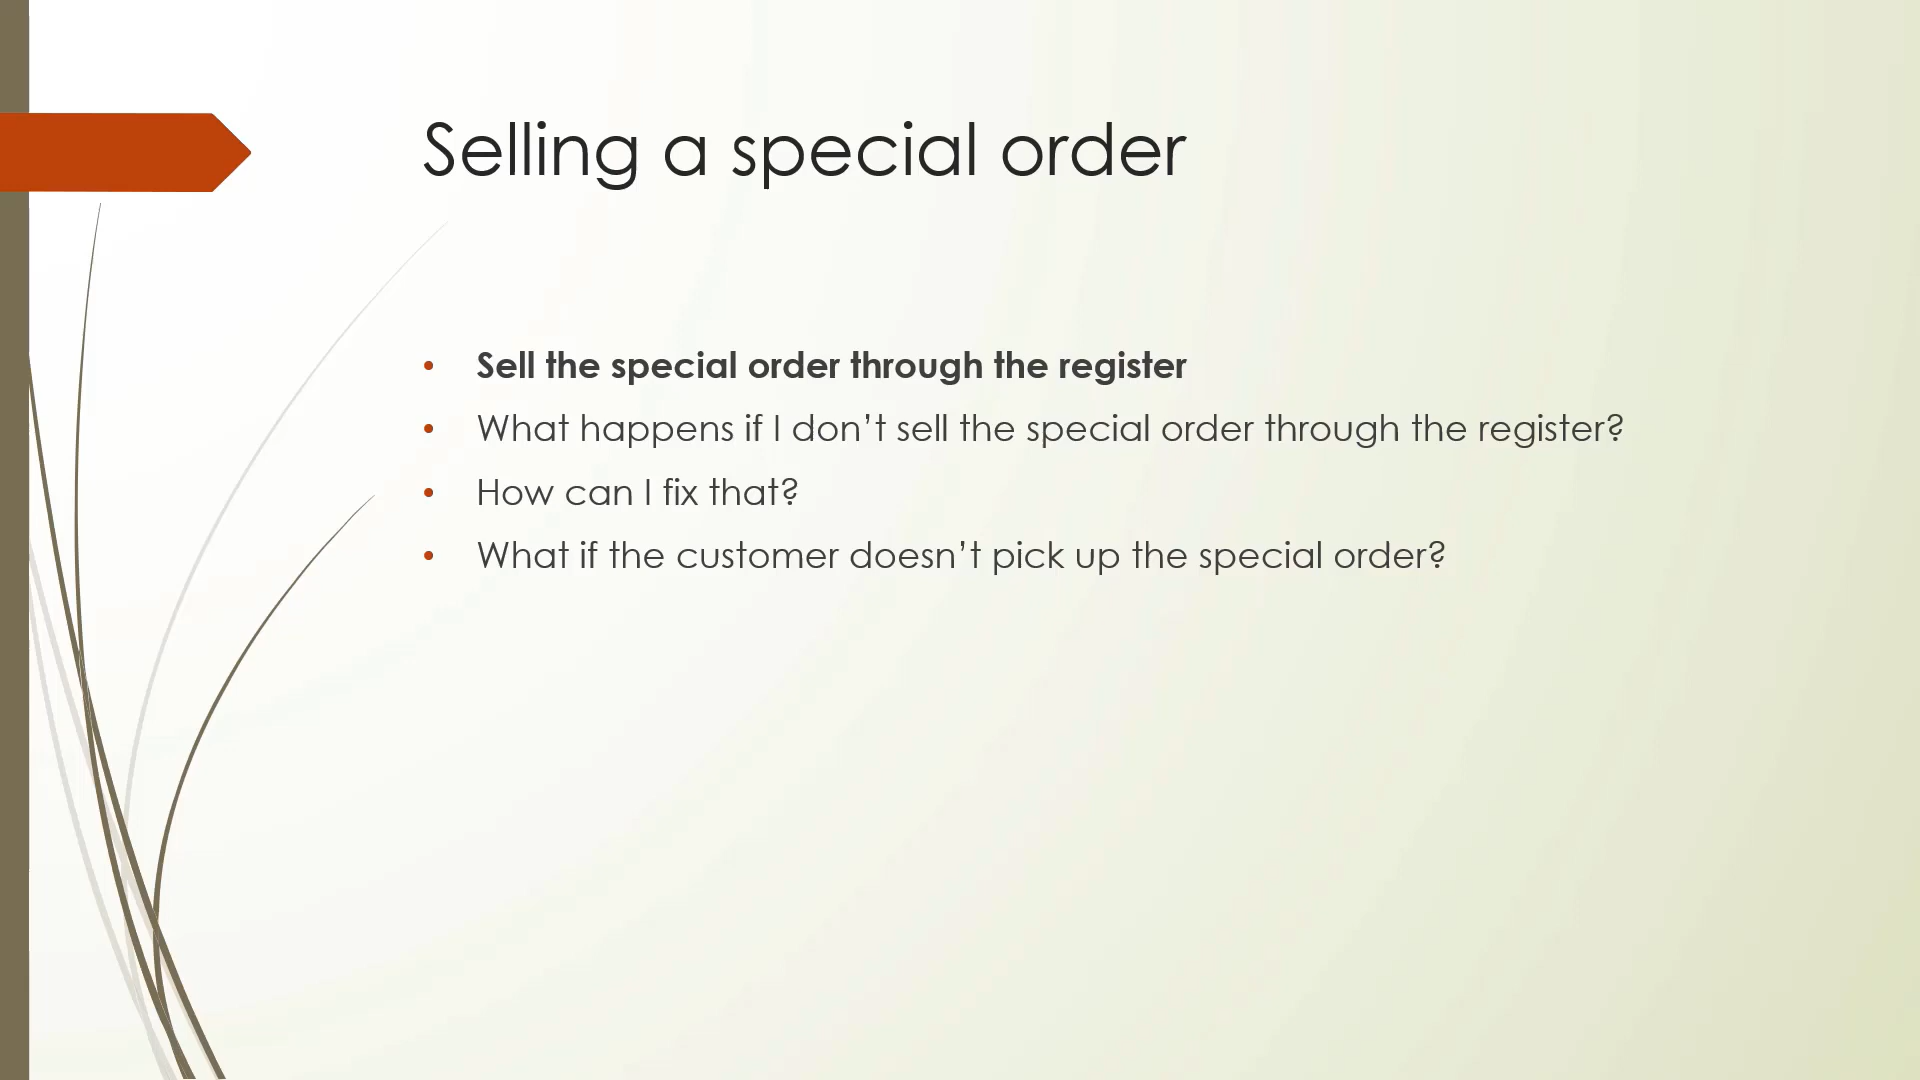 Selling a special order
• Sell the special order through the register
• What happens if I don’t sell the special order through the register?
• How can I fix that?
• What if the customer doesn’t pick up the special order?